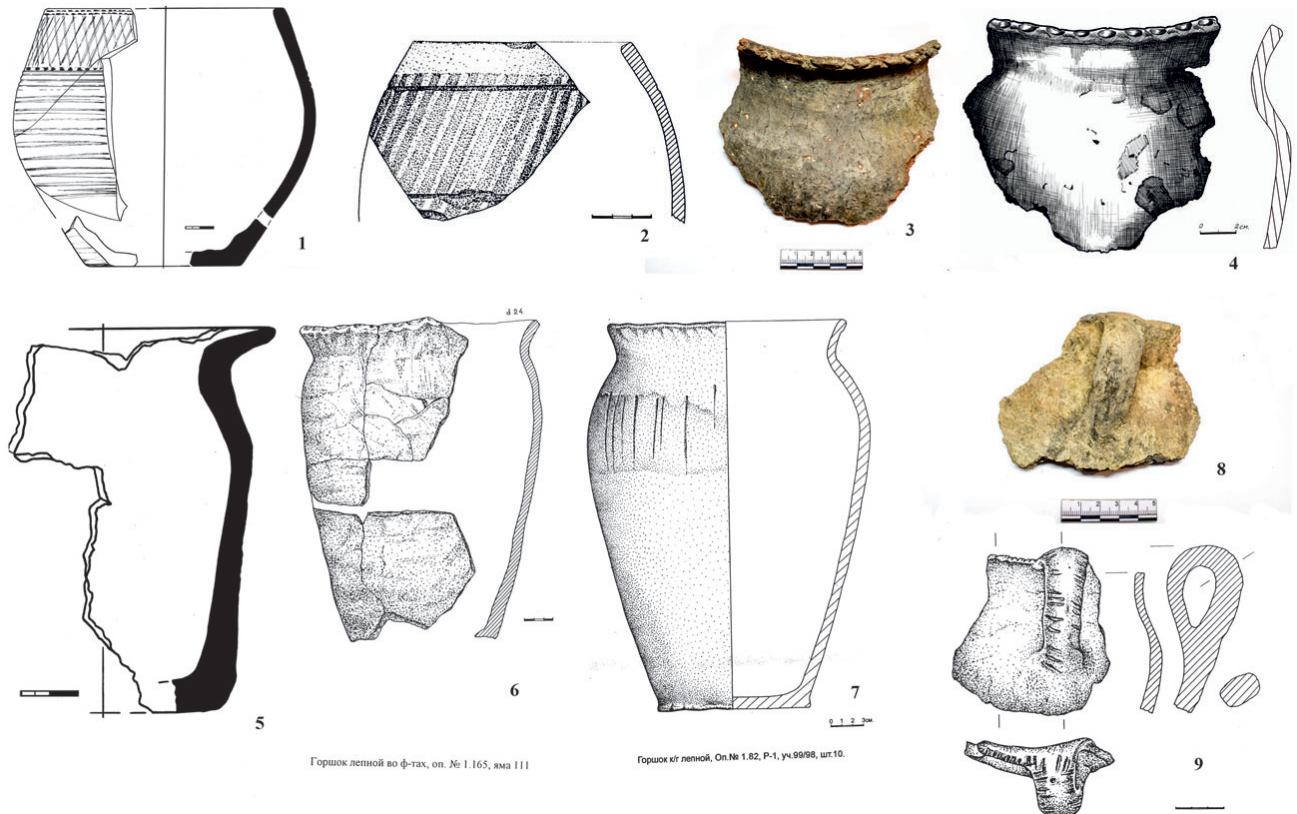 1
2
3
0 2см.
4
5
d 24
6
7
0 1 2 3см.
8
9
Горшок лепной во ф-тах, оп. № 1.165, яма 111
Горшок к/г лепной, Оп.№ 1.82, Р-1, уч.99/98, шт.10.